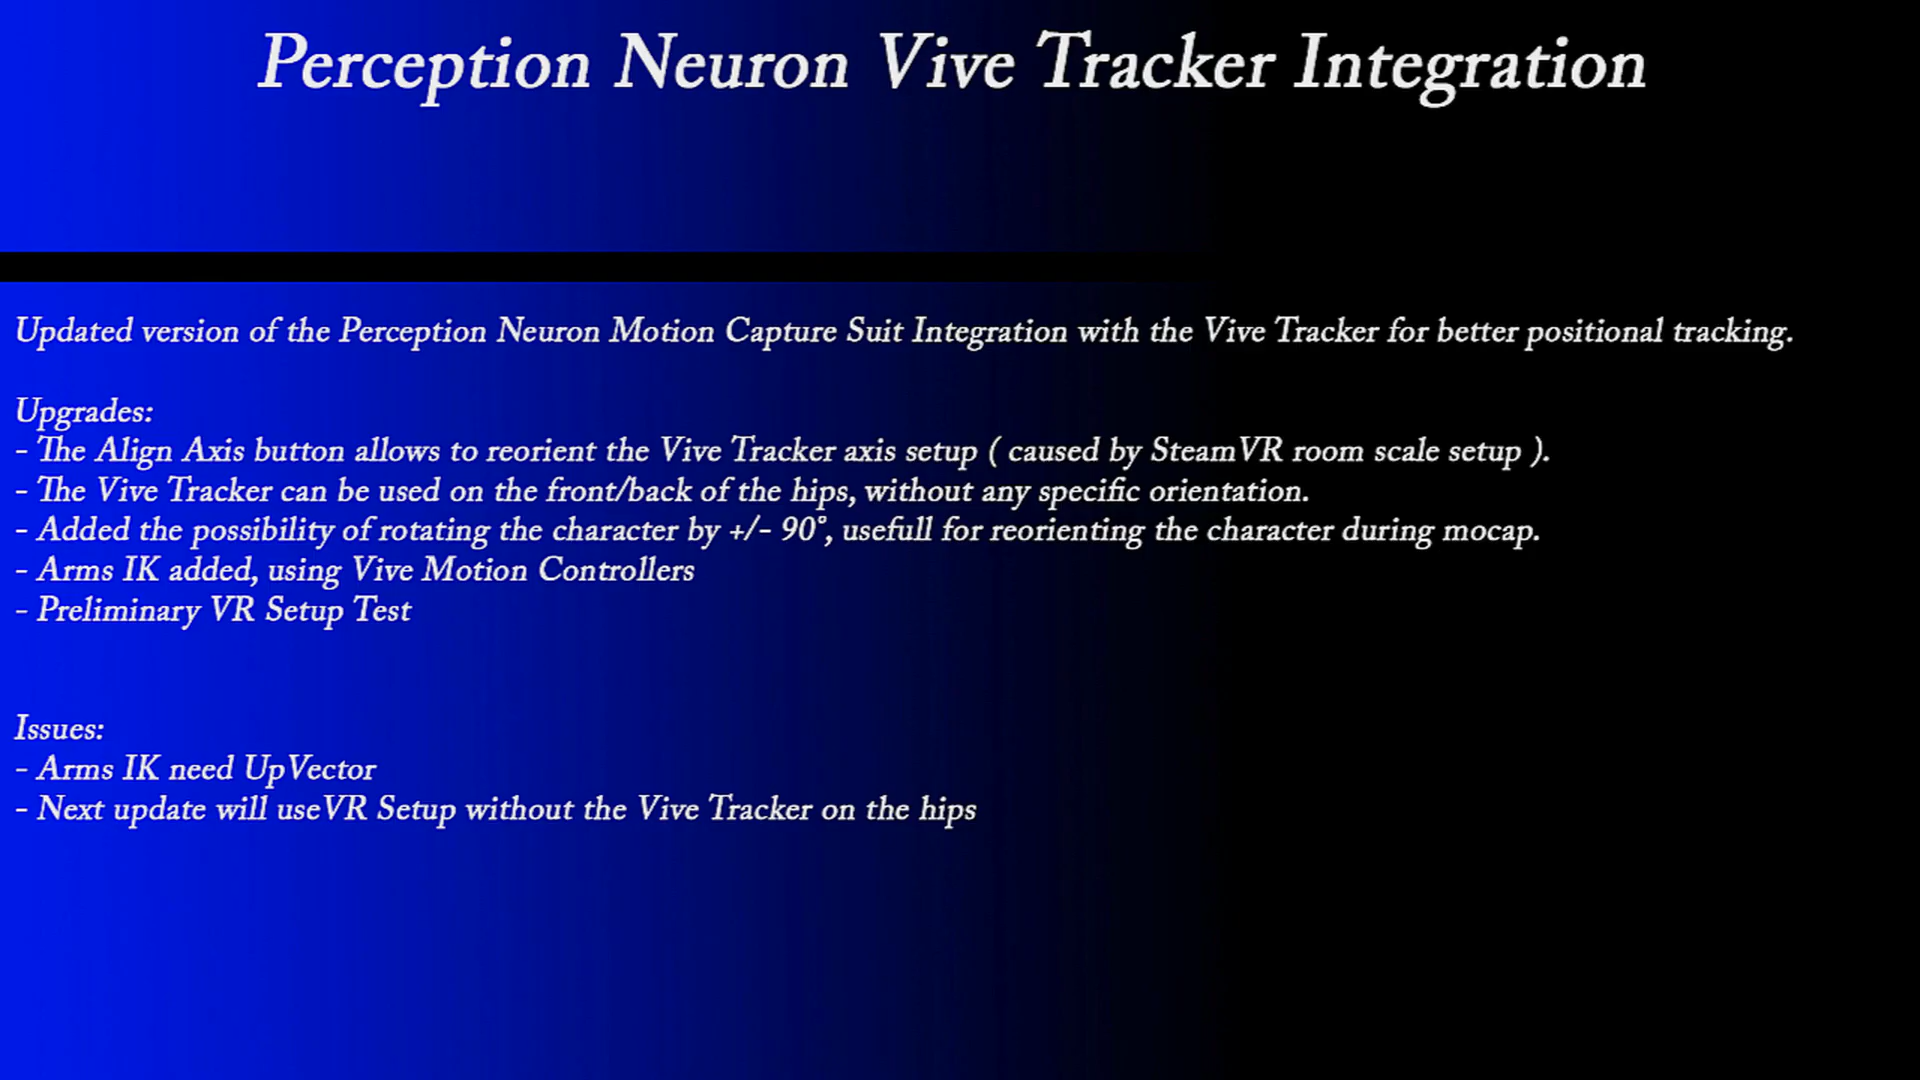 Perception Neuron Vive Tracker Integration
Updated version of the Perception Neuron Motion Capture Suit Integration with the Vive Tracker for better positional tracking.
Upgrades:
- The Align Axis button allows to reorient the Vive Tracker axis setup ( caused by SteamVR room scale setup ).
- The Vive Tracker can be used on the front/back of the hips, without any specific orientation.
- Added the possibility of rotating the character by +/- 90°, usefull for reorienting the character during mocap.
- Arms IK added, using Vive Motion Controllers
- Preliminary VR Setup Test
Issues:
- Arms IK need UpVector
- Next update will useVR Setup without the Vive Tracker on the hips